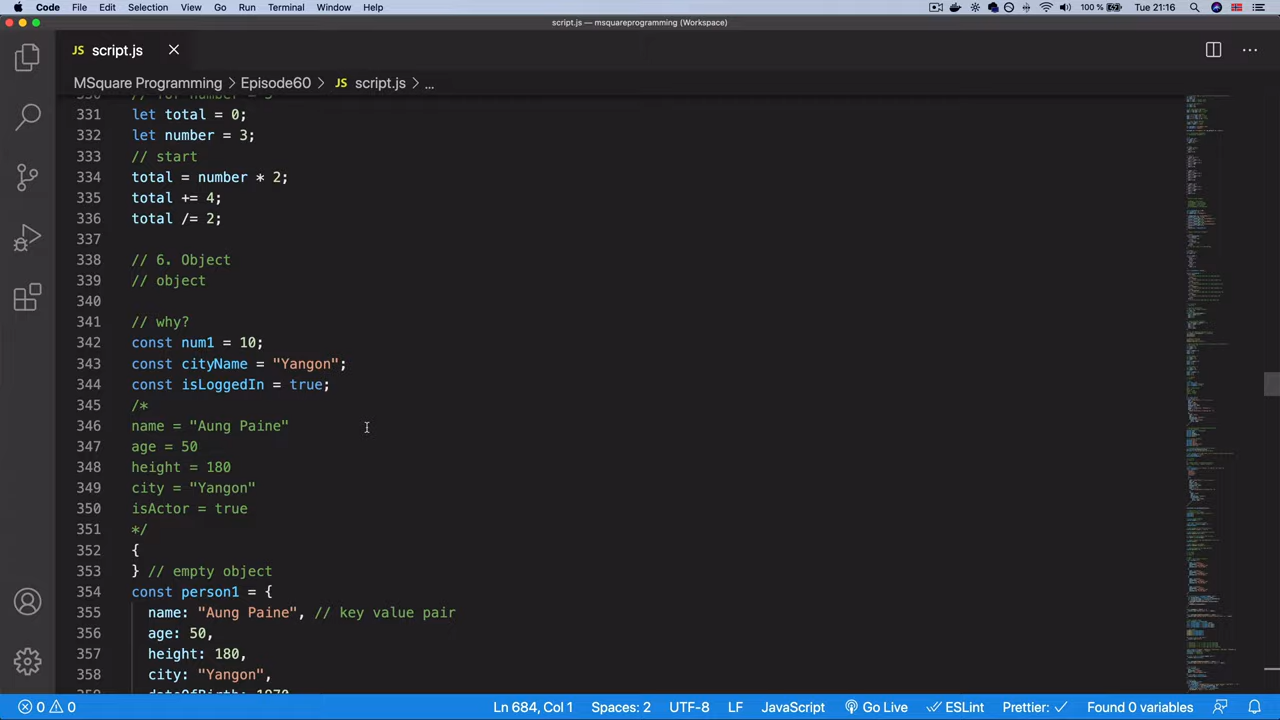 Code File Edit Selection View Go Run Terminal Window Help 100 % Tue 21:16
script.js — msquareprogramming (Workspace)
JS script.js
MSquare Programming > Episode60 > JS script.js > ...
331 let total = 0;
332 let number = 3;
333 // start
334 total = number * 2;
335 total += 4;
336 total /= 2;
337
338 // 6. Object
339 // object
340
341 // why?
342 const num1 = 10;
343 const cityName = "Yangon";
344 const isLoggedIn = true;
345 /*
346 name = "Aung Paine"
347 age = 50
348 height = 180
349 city = "Yangon"
350 isActor = true
351 */
352 {
353 } // empty object
354 const person1 = {
355 name: "Aung Paine", // key value pair
356 age: 50,
357 height: 180,
358 city: "Yangon",
0 0 Ln 684, Col 1 Spaces: 2 UTF-8 LF JavaScript Go Live ESLint Prettier: Found 0 variables